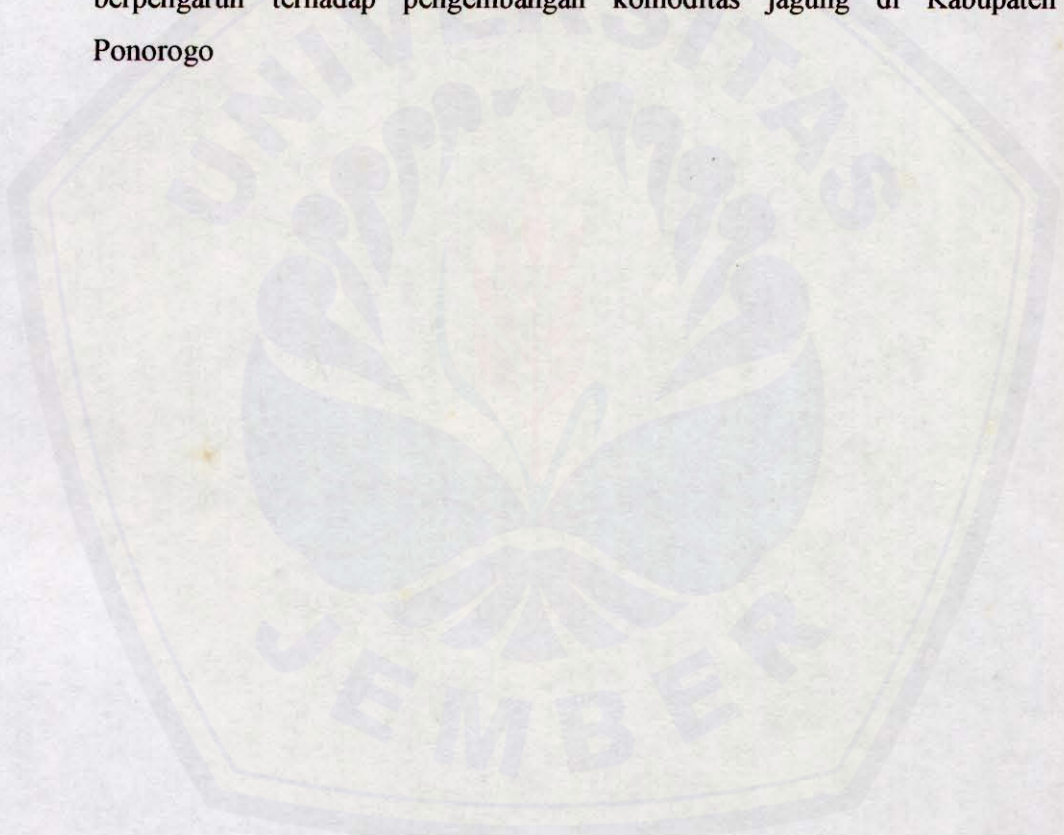 berpengaruh terhadap pengembangan komoditas jagung di Kabupaten
Ponorogo
UNIVERSITAS
JEMBER